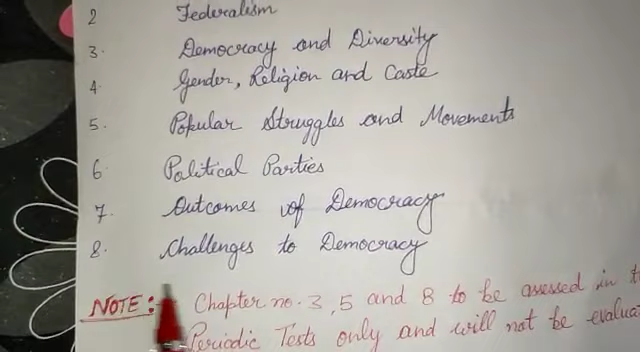 2 Federalism
3. Democracy and Diversity
4. Gender, Religion and Caste
5. Popular Struggles and Movements
6 Political Parties
7. Outcomes of Democracy
8. Challenges to Democracy
NOTE:- Chapter no. 3, 5 and 8 to be assessed in
Periodic Tests only and will not be